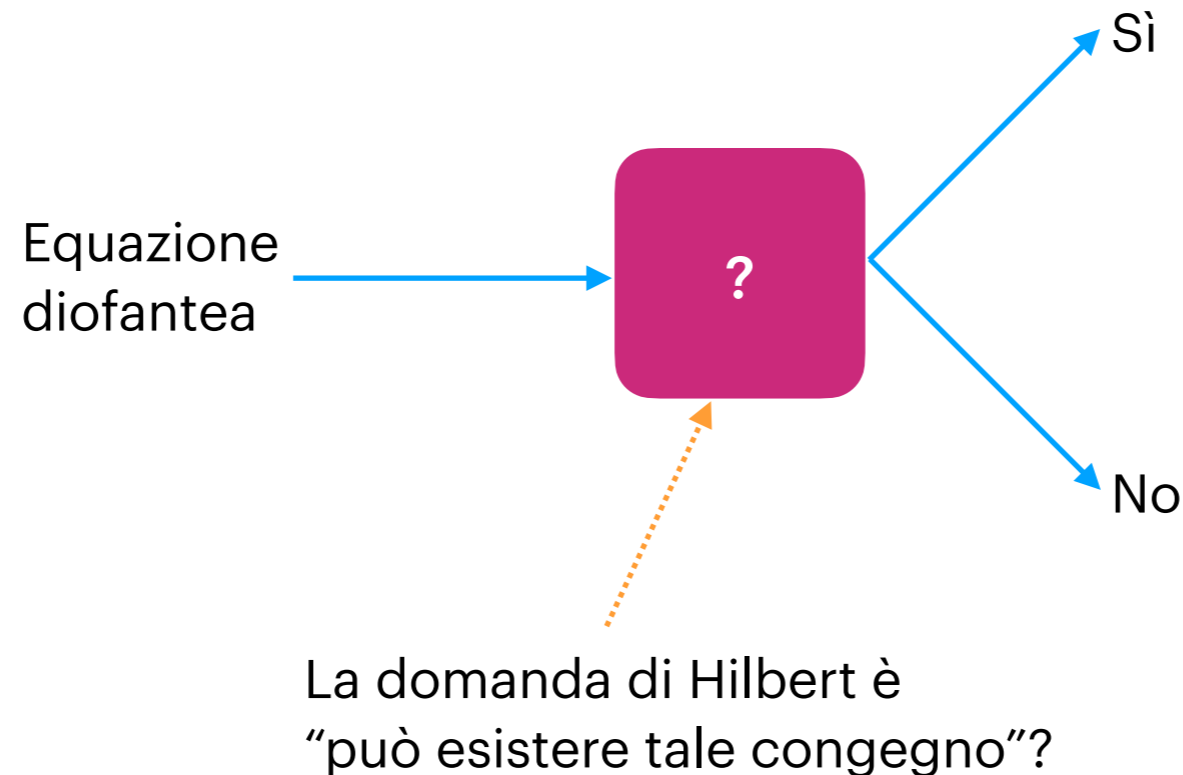 Sì
Equazione
diofantea
?
No
La domanda di Hilbert è
“può esistere tale congegno”?